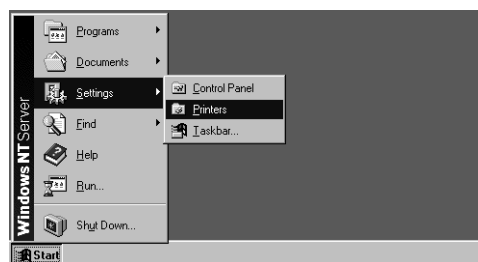 Programs
Documents
Settings
Control Panel
Printers
Taskbar...
Find
Help
Run...
Shut Down...
Windows NT Server
Start